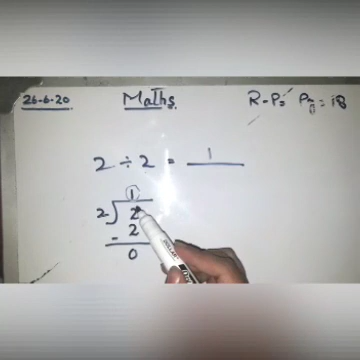 26-6-20 Maths R-P= Pg = 18
2 ÷ 2 = 1
1
2 2
- 2
0